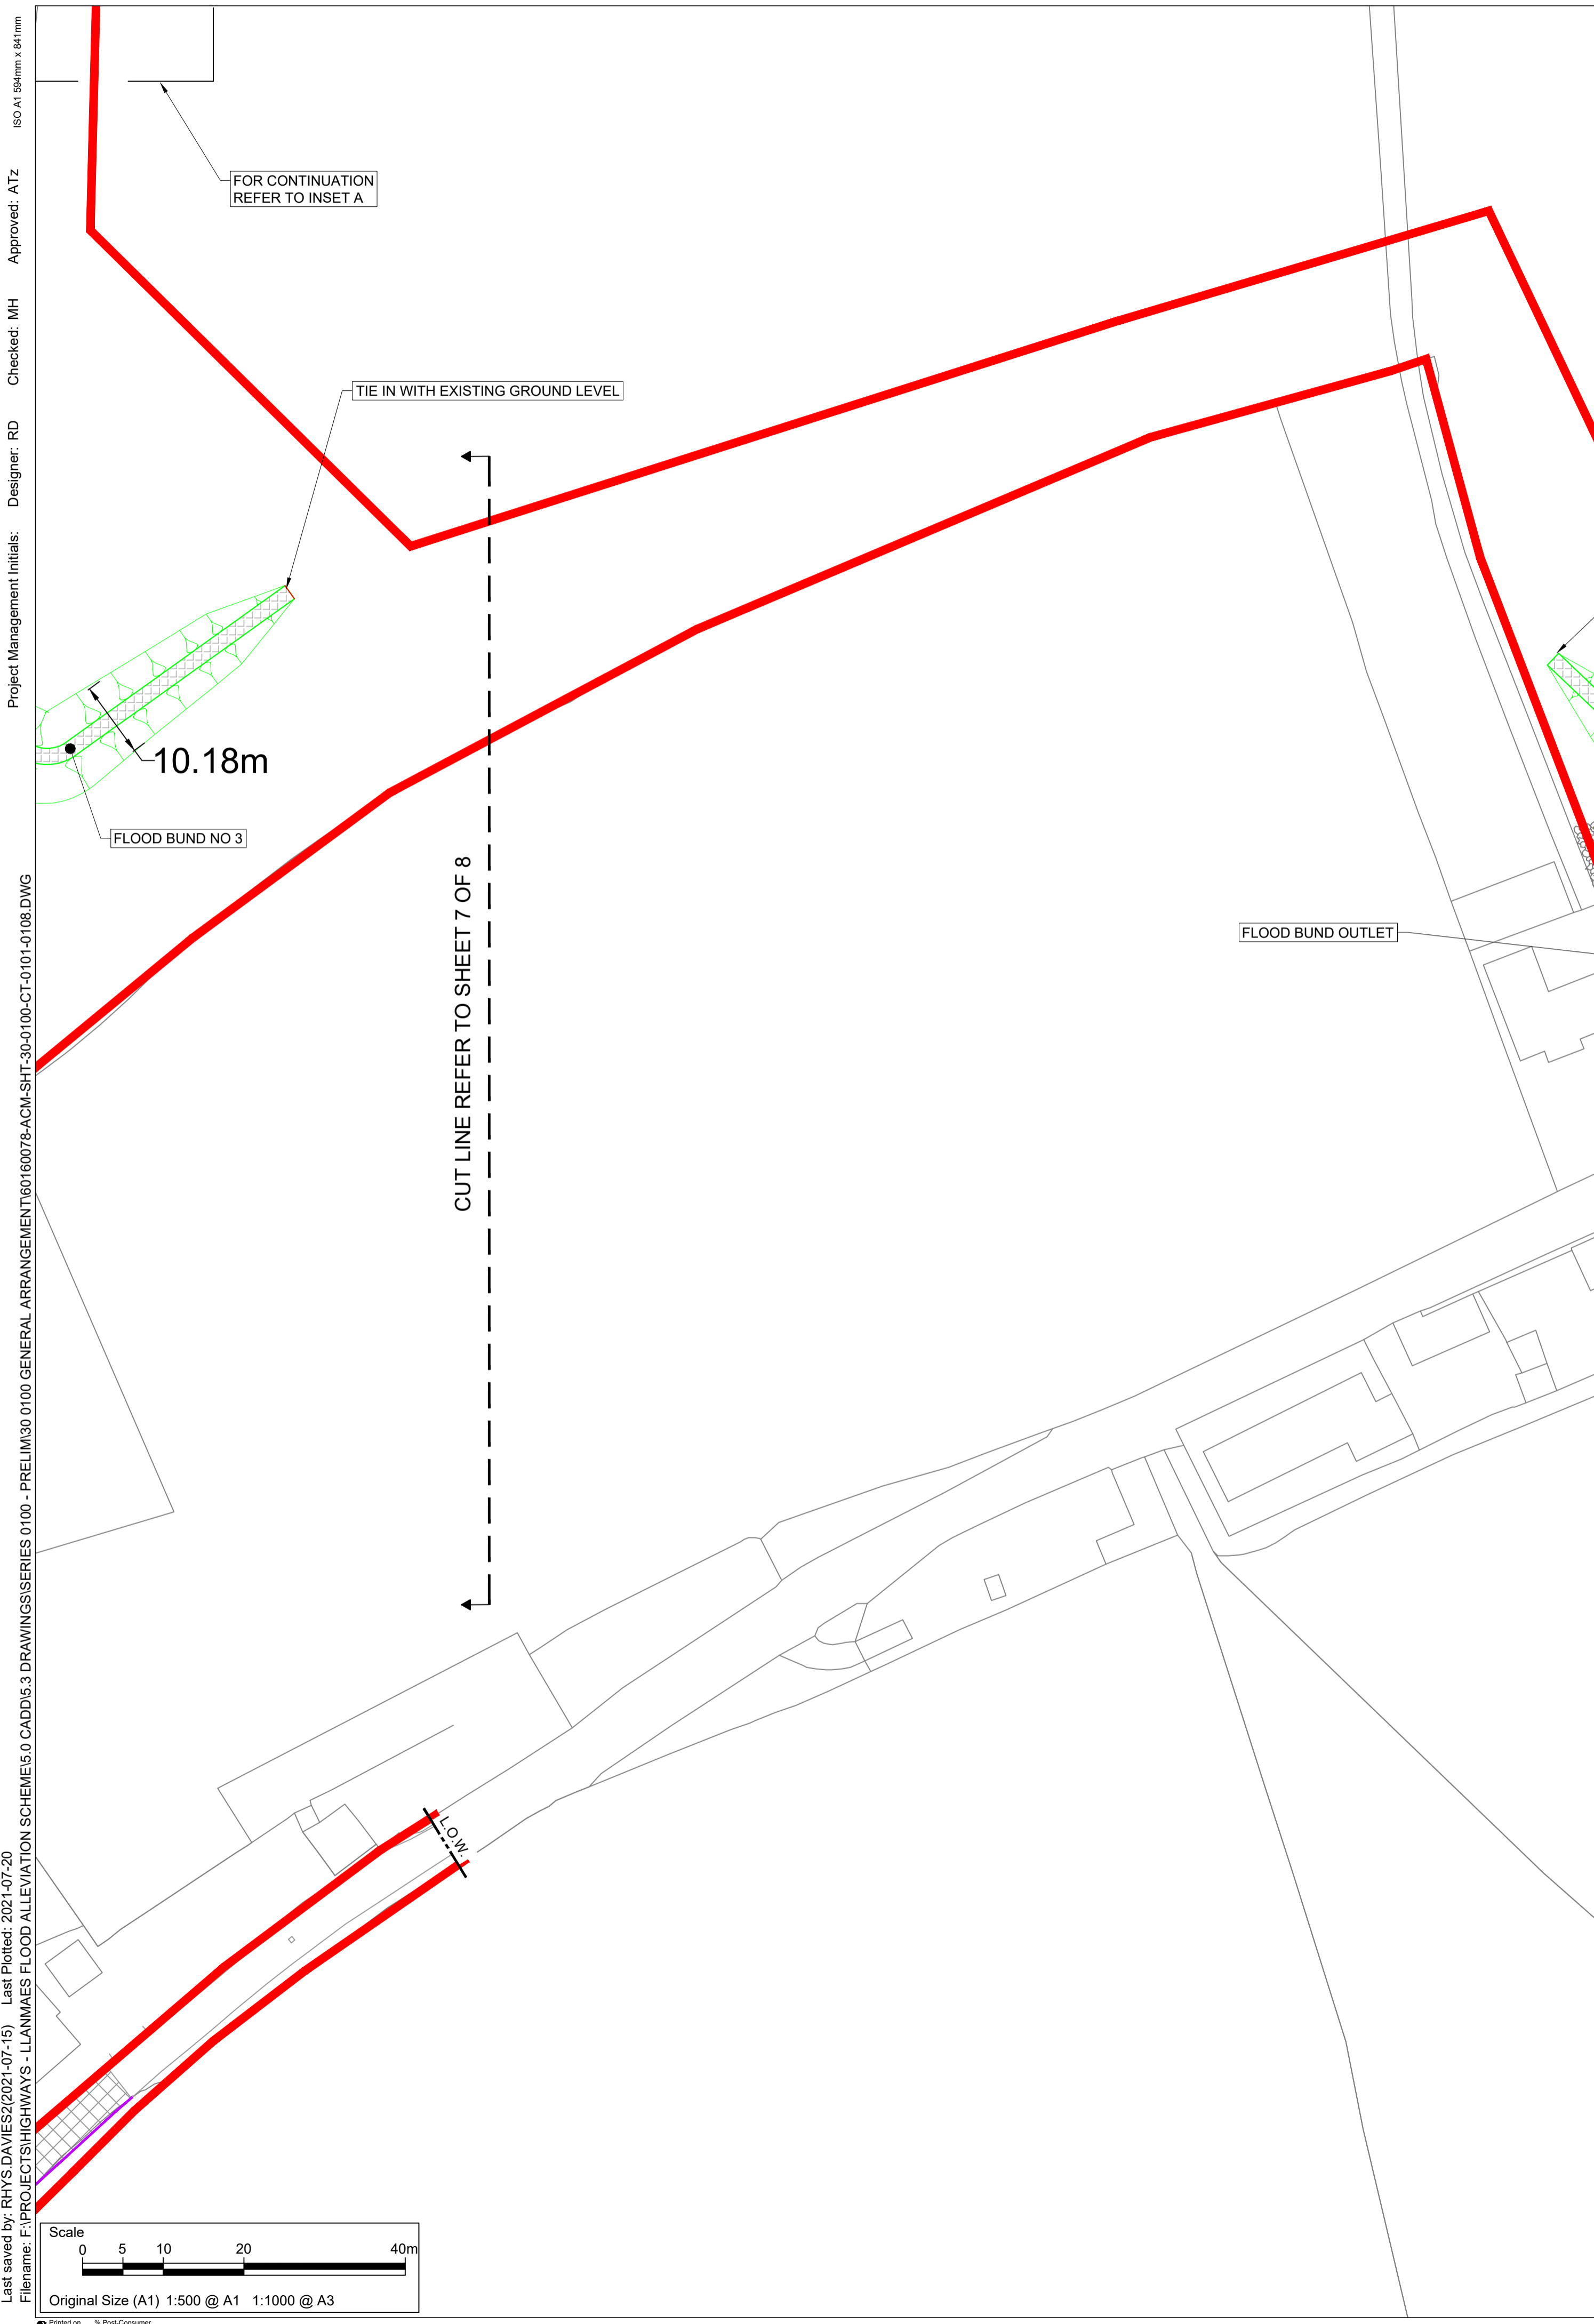 ISO A1 594mm x 841mm
Project Management Initials: Designer: RD Checked: MH Approved: ATz
Last saved by: RHYS.DAVIES2(2021-07-15) Last Plotted: 2021-07-20
Filename: F:\PROJECTS\HIGHWAYS - LLANMAES FLOOD ALLEVIATION SCHEME\5.0 CADD\5.3 DRAWINGS\SERIES 0100 - PRELIM\30 0100 GENERAL ARRANGEMENT\60160078-ACM-SHT-30-0100-CT-0101-0108.DWG
FOR CONTINUATION
REFER TO INSET A
TIE IN WITH EXISTING GROUND LEVEL
10.18m
FLOOD BUND NO 3
CUT LINE REFER TO SHEET 7 OF 8
FLOOD BUND OUTLET
L.O.W.
Scale
0 5 10 20 40m
Original Size (A1) 1:500 @ A1 1:1000 @ A3
Printed on % Post-Consumer